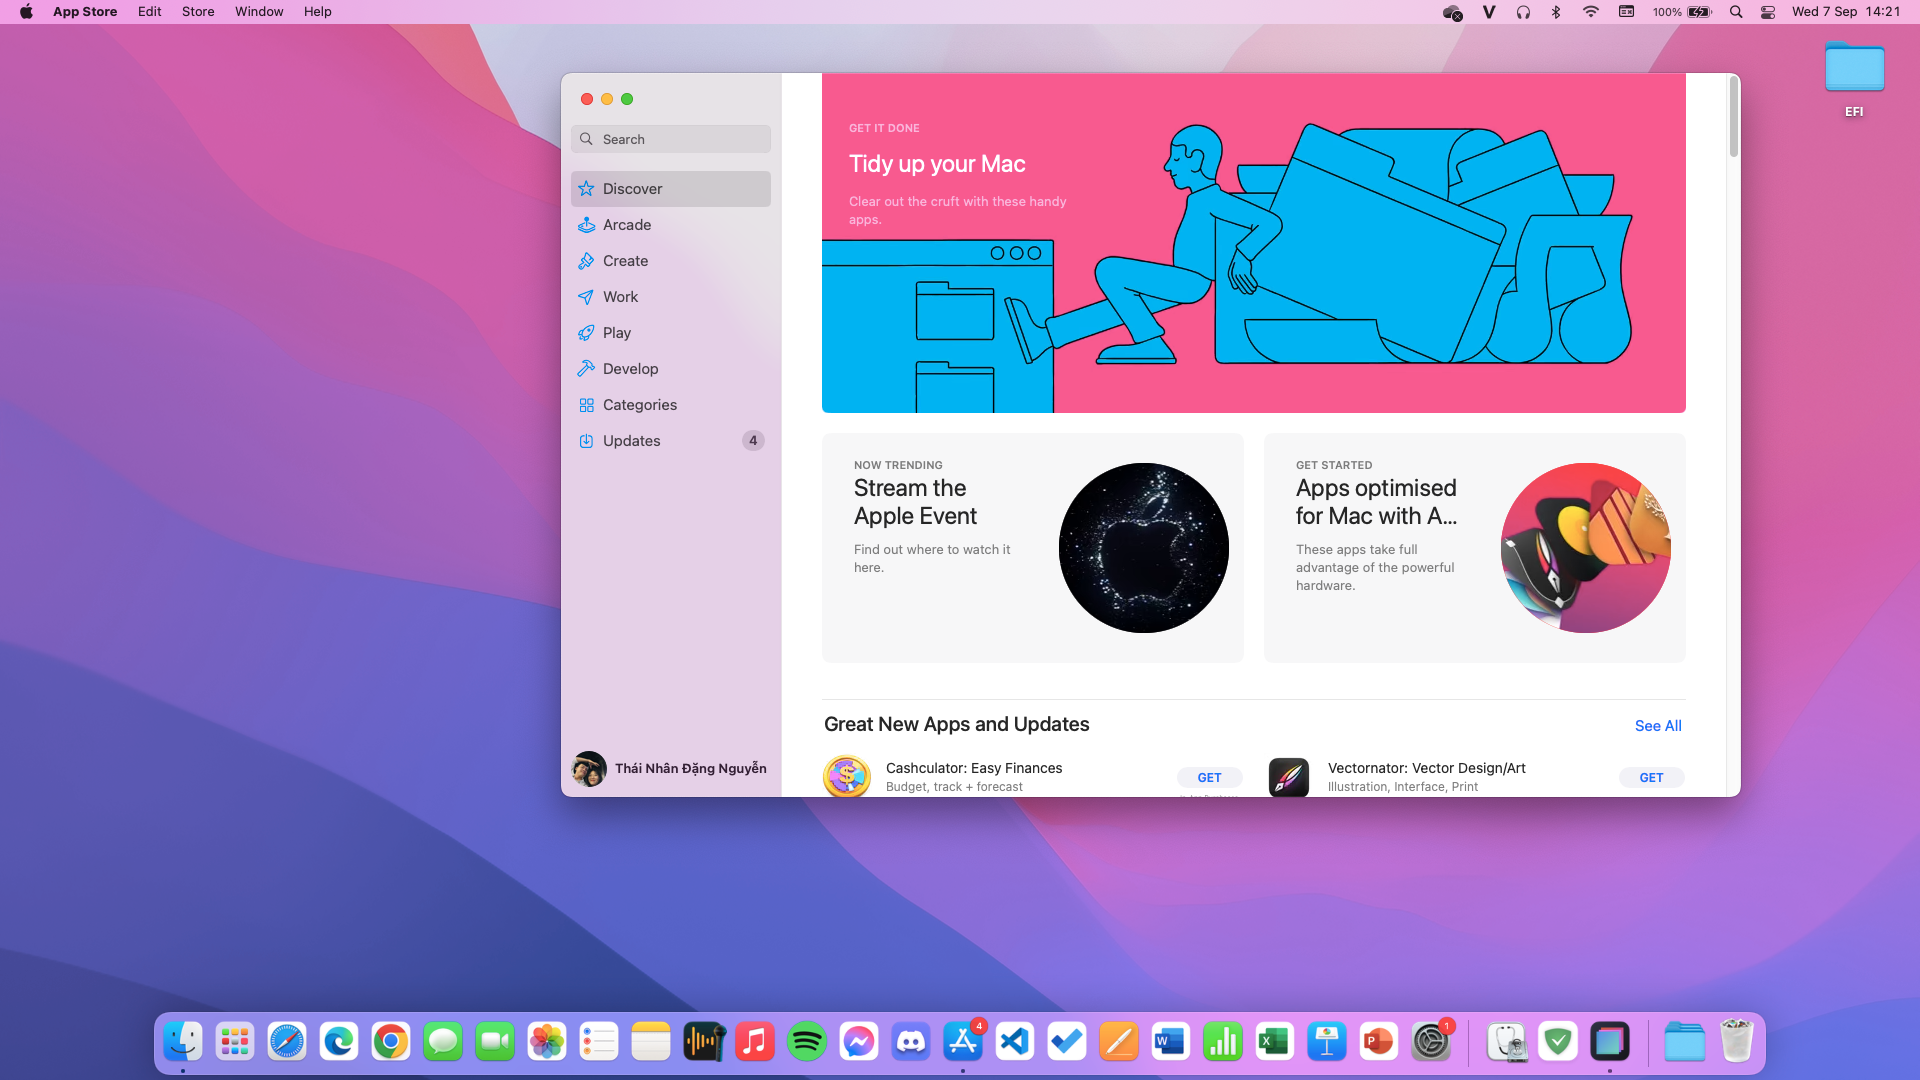 App Store Edit Store Window Help
V 100% Wed 7 Sep 14:21
EFI
Search
Discover
Arcade
Create
Work
Play
Develop
Categories
Updates 4
Thái Nhân Đặng Nguyễn
GET IT DONE
Tidy up your Mac
Clear out the cruft with these handy
apps.
NOW TRENDING
Stream the
Apple Event
Find out where to watch it
here.
GET STARTED
Apps optimised
for Mac with A...
These apps take full
advantage of the powerful
hardware.
Great New Apps and Updates
See All
Cashculator: Easy Finances
Budget, track + forecast
GET
Vectornator: Vector Design/Art
Illustration, Interface, Print
GET
4
W
X
P
1